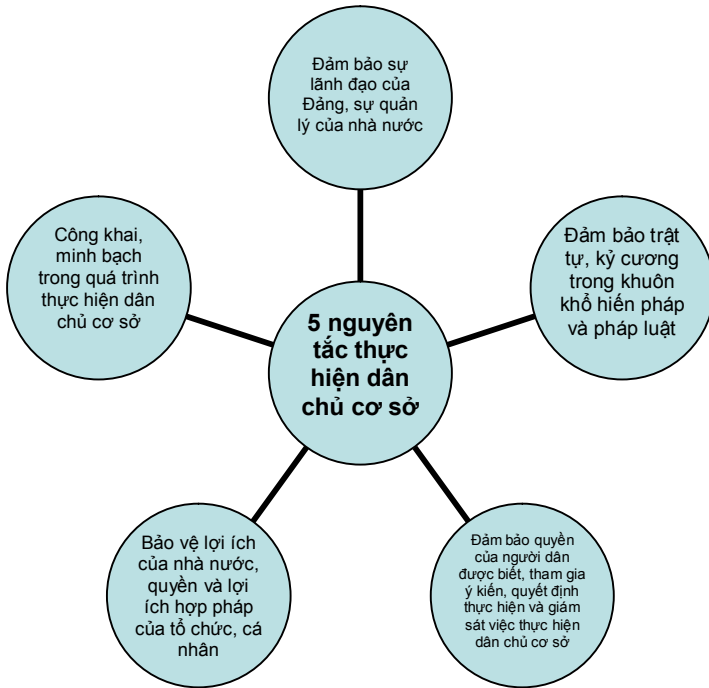 Đảm bảo sự
lãnh đạo của
Đảng, sự quản
lý của nhà nước
Công khai,
minh bạch
trong quá trình
thực hiện dân
chủ cơ sở
Đảm bảo trật
tự, kỷ cương
trong khuôn
khổ hiến pháp
và pháp luật
5 nguyên
tắc thực
hiện dân
chủ cơ sở
Bảo vệ lợi ích
của nhà nước,
quyền và lợi
ích hợp pháp
của tổ chức, cá
nhân
Đảm bảo quyền
của người dân
được biết, tham gia
ý kiến, quyết định
thực hiện và giám
sát việc thực hiện
dân chủ cơ sở